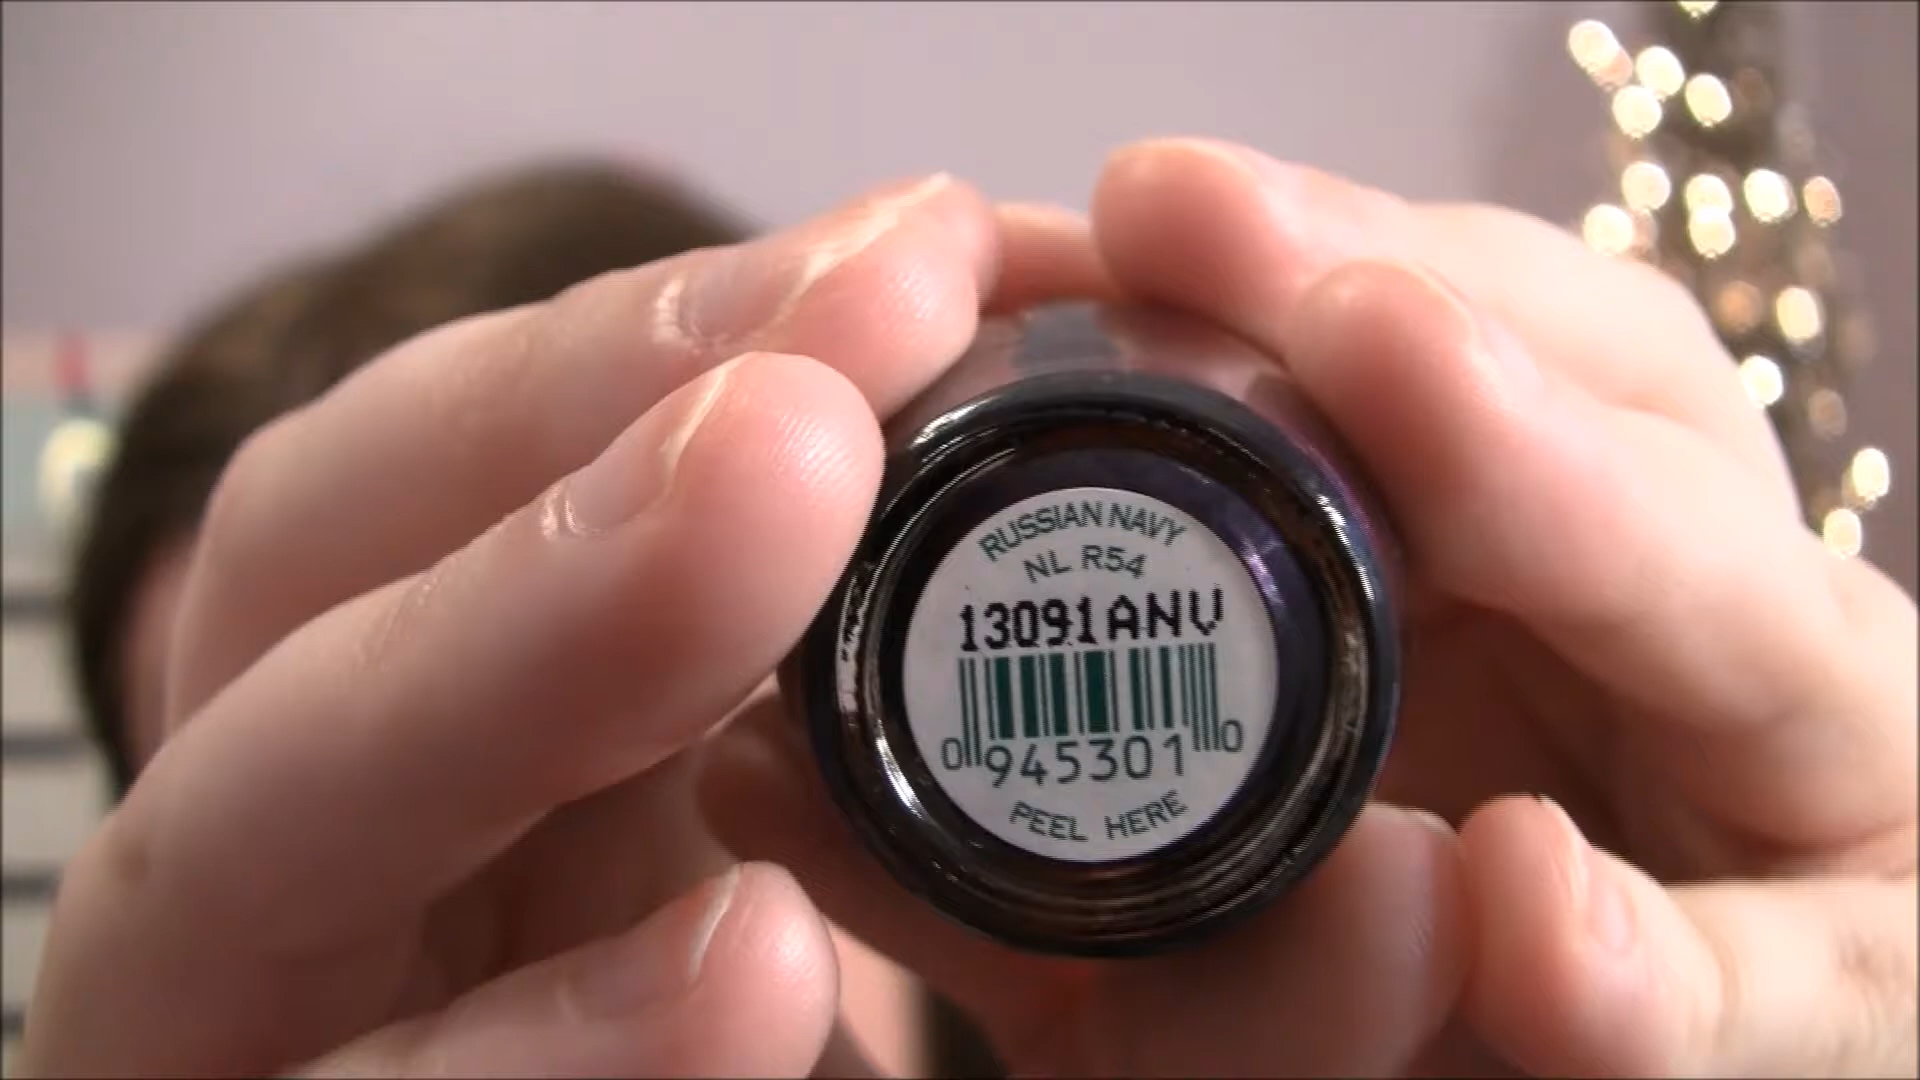 RUSSIAN NAVY
NL R54
13091ANV
0 945301 0
PEEL HERE